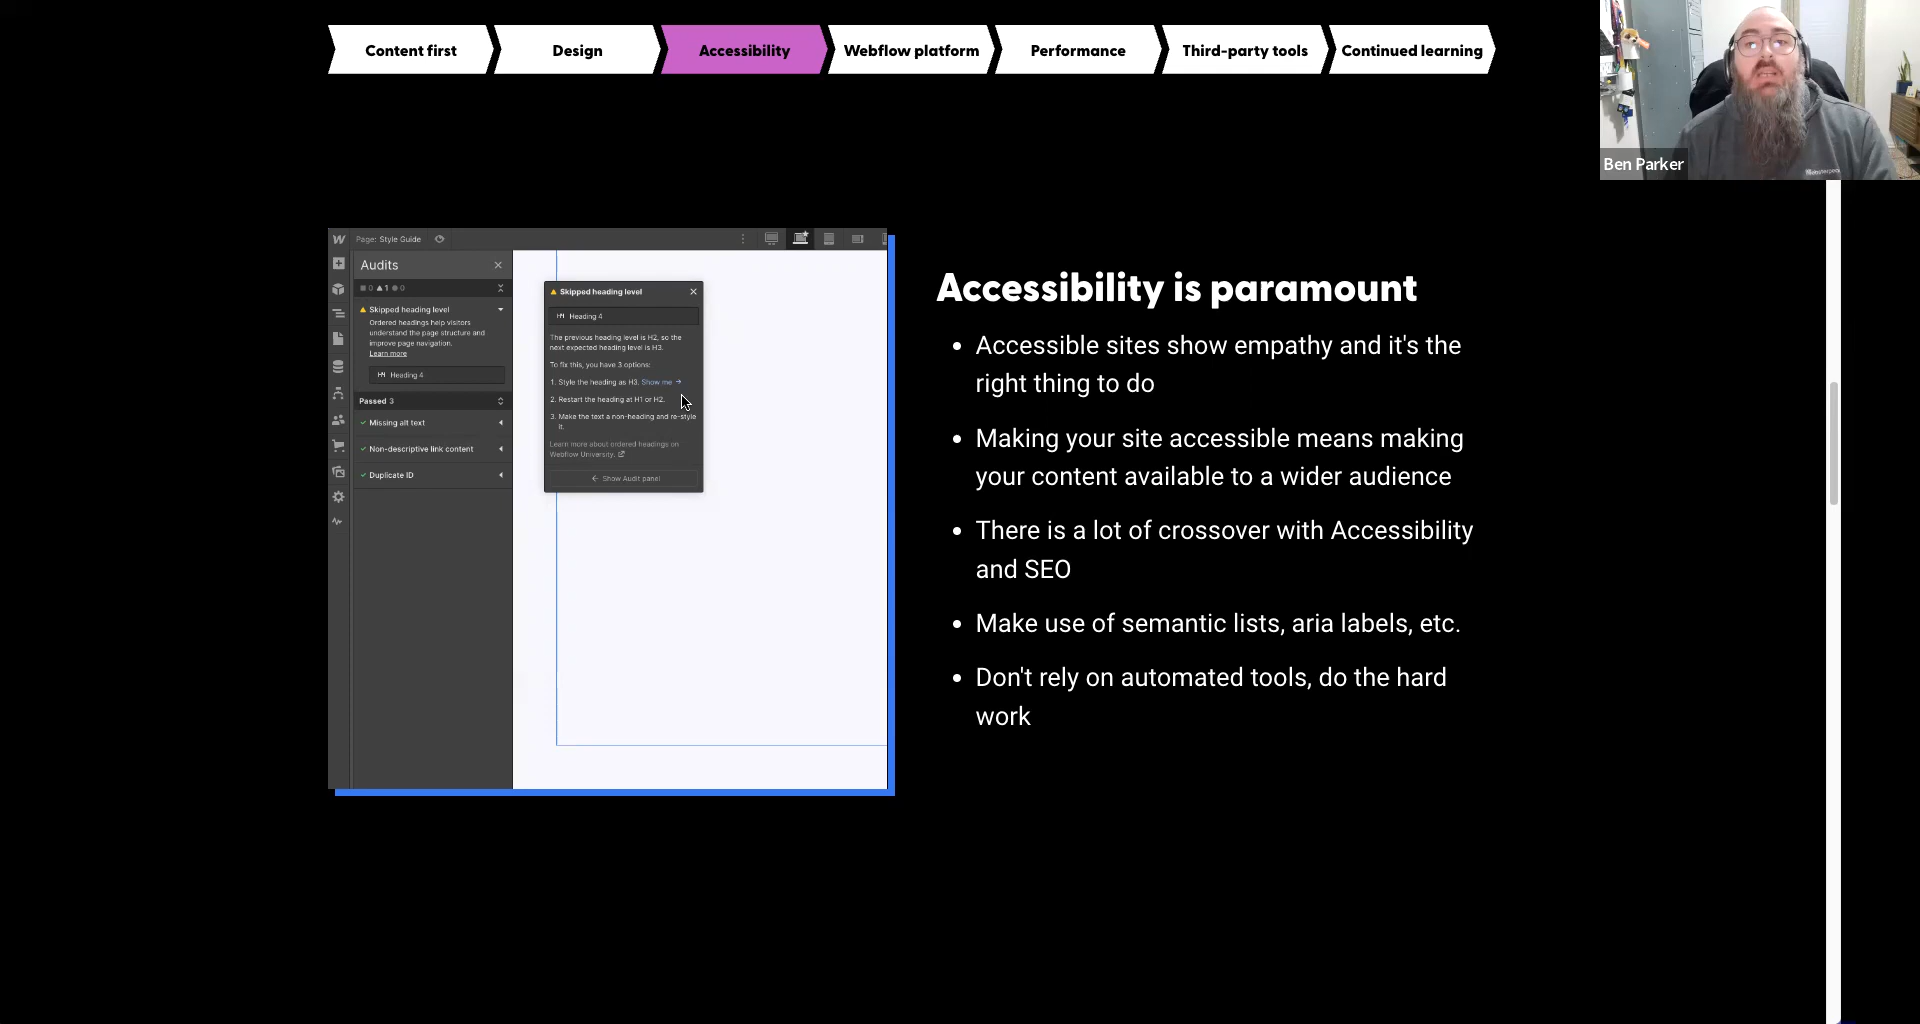 Content first
Design
Accessibility
Webflow platform
Performance
Third-party tools
Continued learning
Ben Parker
Page: Style Guide
Audits
0 1 0
Skipped heading level
Ordered headings help visitors
understand the page structure and
improve page navigation.
Learn more
H4 Heading 4
Passed 3
Missing alt text
Non-descriptive link content
Duplicate ID
Skipped heading level
H4 Heading 4
The previous heading level is H2, so the
next expected heading level is H3.
To fix this, you have 3 options:
1. Style the heading as H3. Show me →
2. Restart the heading at H1 or H2.
3. Make the text a non-heading and re-style
it.
Learn more about ordered headings on
Webflow University.
← Show Audit panel
Accessibility is paramount
• Accessible sites show empathy and it's the
right thing to do
• Making your site accessible means making
your content available to a wider audience
• There is a lot of crossover with Accessibility
and SEO
• Make use of semantic lists, aria labels, etc.
• Don't rely on automated tools, do the hard
work